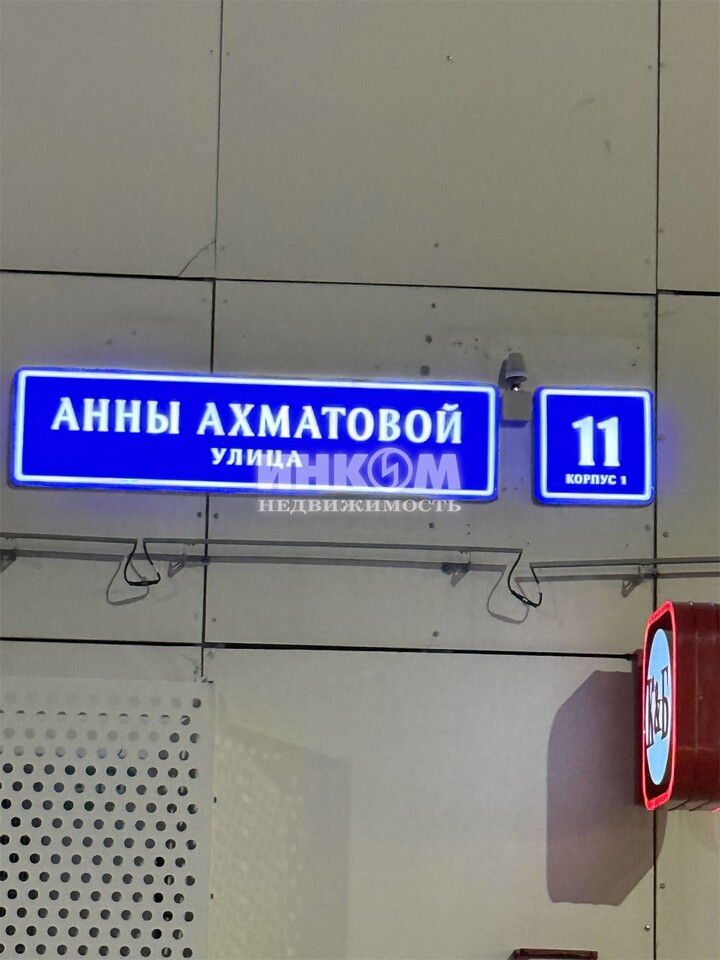 АННЫ АХМАТОВОЙ
УЛИЦА
11
КОРПУС 1
ИНКОМ
НЕДВИЖИМОСТЬ
К&Б